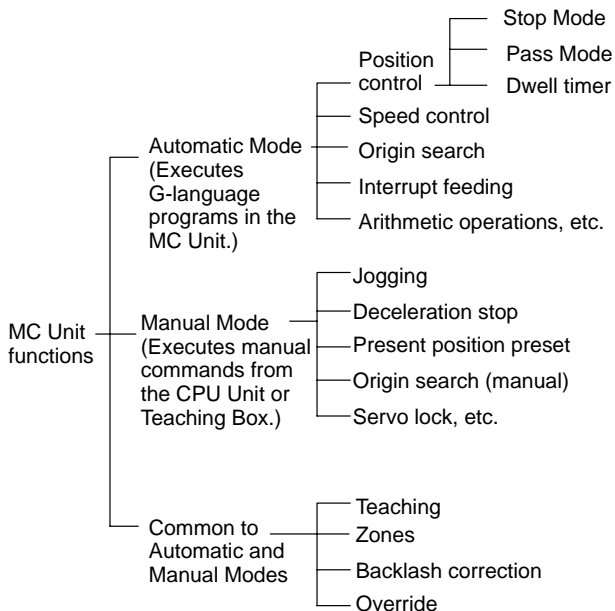 MC Unit
functions
Automatic Mode
(Executes
G-language
programs in the
MC Unit.)
Position
control
Stop Mode
Pass Mode
Dwell timer
Speed control
Origin search
Interrupt feeding
Arithmetic operations, etc.
Manual Mode
(Executes manual
commands from
the CPU Unit or
Teaching Box.)
Jogging
Deceleration stop
Present position preset
Origin search (manual)
Servo lock, etc.
Common to
Automatic and
Manual Modes
Teaching
Zones
Backlash correction
Override